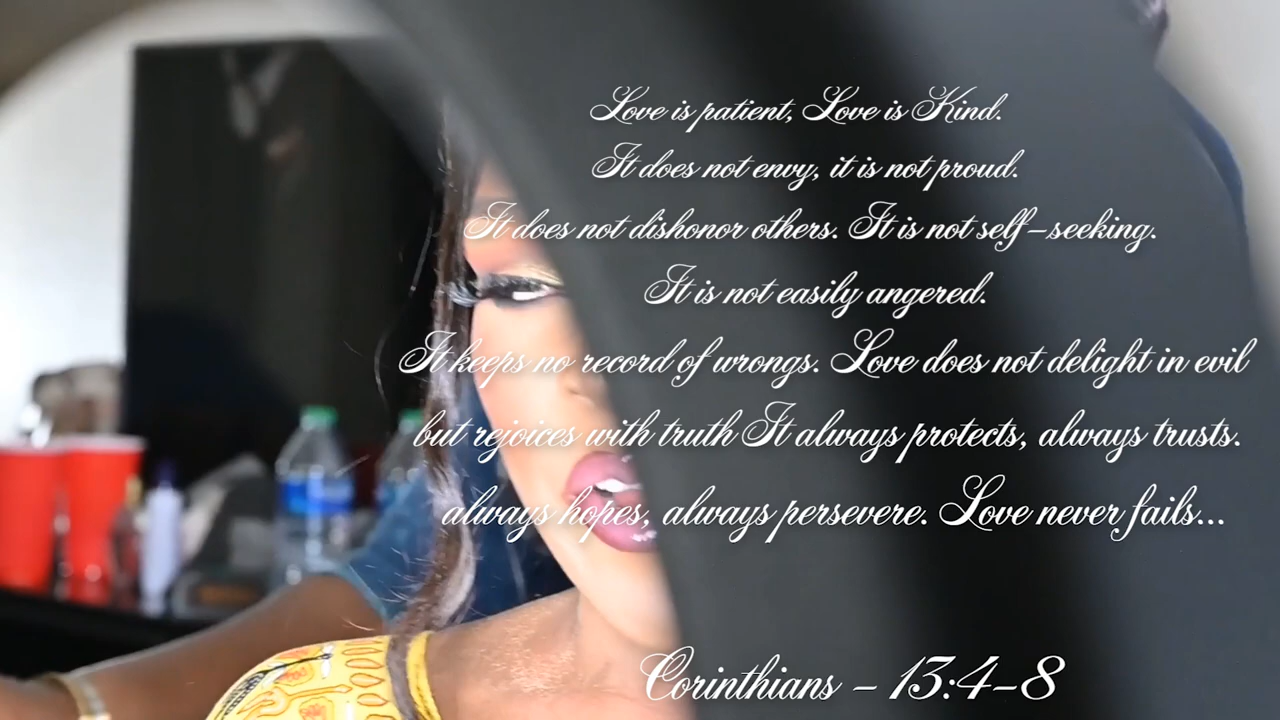 Love is patient, Love is Kind.
It does not envy, it is not proud.
It does not dishonor others. It is not self-seeking.
It is not easily angered.
It keeps no record of wrongs. Love does not delight in evil
but rejoices with truth It always protects, always trusts.
always hopes, always persevere. Love never fails...
Corinthians - 13:4-8